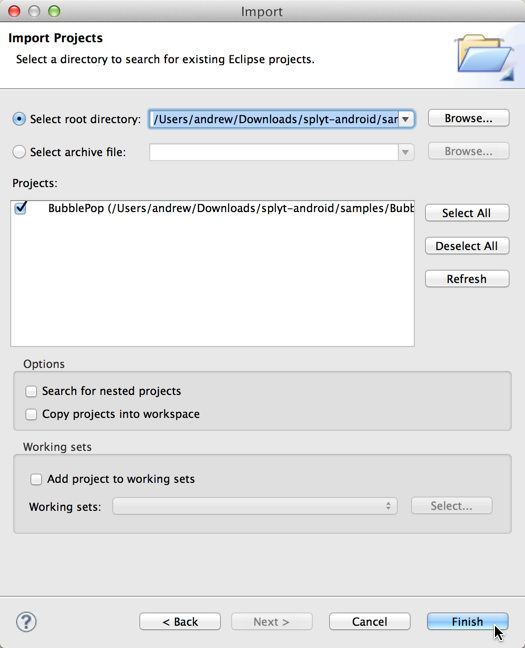 Import
Import Projects
Select a directory to search for existing Eclipse projects.
Select root directory: /Users/andrew/Downloads/splyt-android/sar Browse...
Select archive file: Browse...
Projects:
BubblePop (/Users/andrew/Downloads/splyt-android/samples/Bubb
Select All
Deselect All
Refresh
Options
Search for nested projects
Copy projects into workspace
Working sets
Add project to working sets
Working sets: Select...
? < Back Next > Cancel Finish